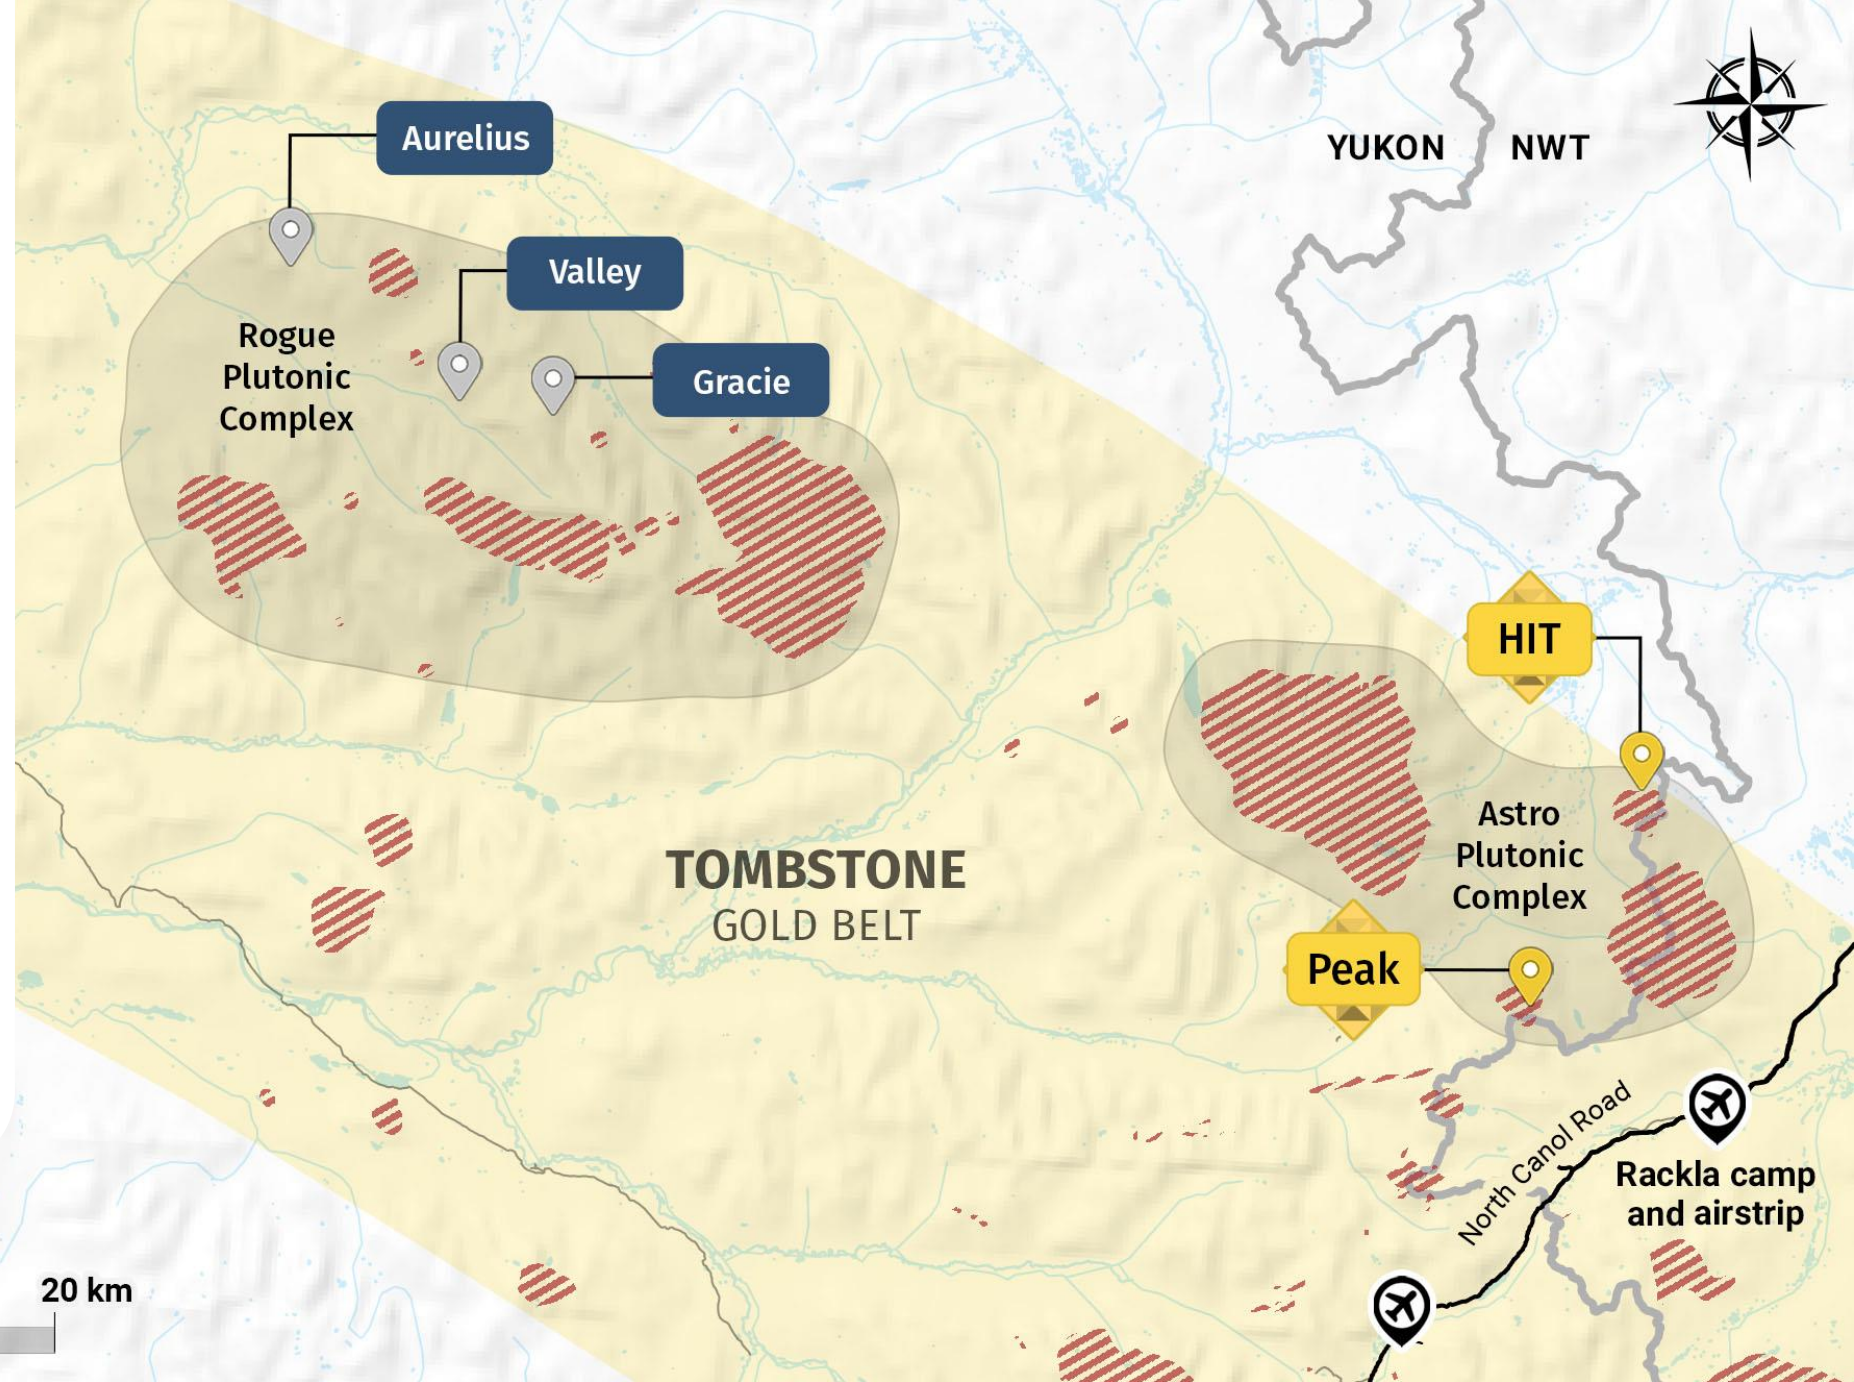 Aurelius
YUKON
NWT
Valley
Rogue
Plutonic
Complex
Gracie
HIT
Astro
Plutonic
Complex
TOMBSTONE
GOLD BELT
Peak
North Canol Road
Rackla camp
and airstrip
20 km